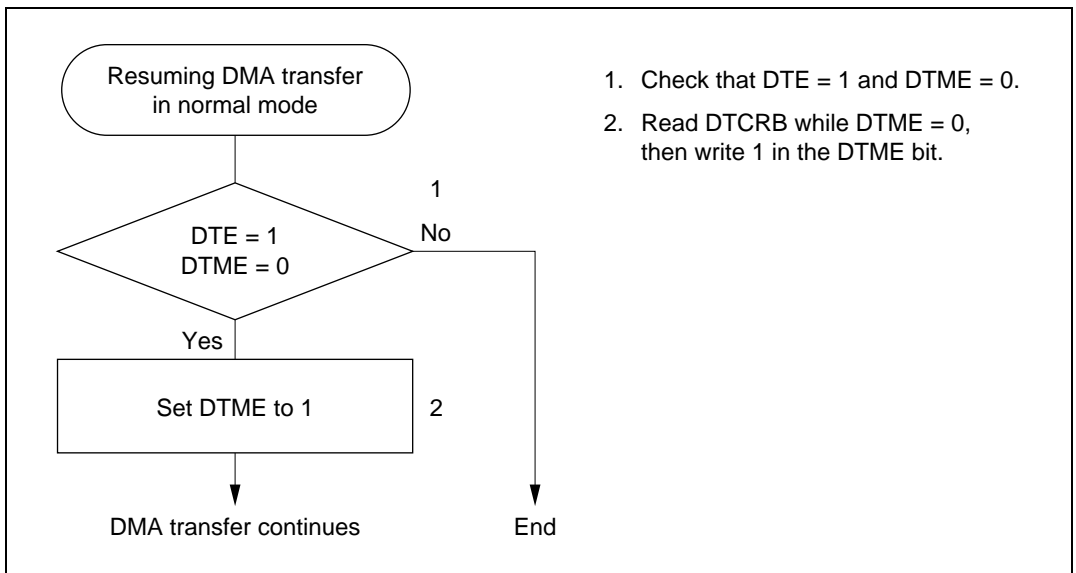 Resuming DMA transfer
in normal mode
1. Check that DTE = 1 and DTME = 0.
2. Read DTCRB while DTME = 0,
then write 1 in the DTME bit.
1
DTE = 1
DTME = 0
No
Yes
Set DTME to 1
2
DMA transfer continues
End